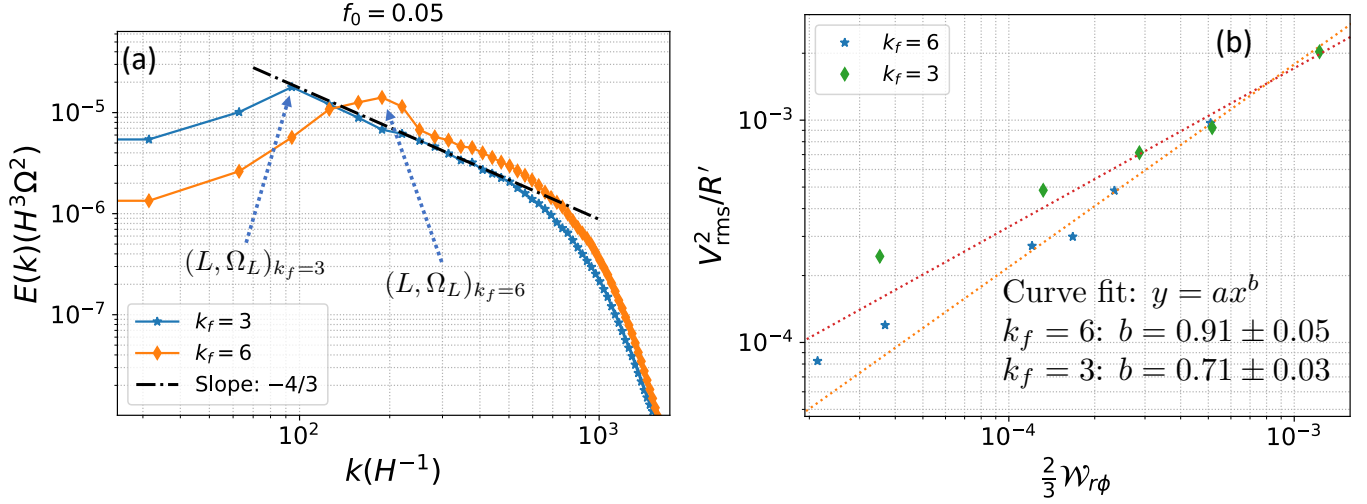 f₀ = 0.05
(a)
E(k)(H³Ω²)
10⁻⁵
10⁻⁶
10⁻⁷
(L, Ω_L)_{k_f=3}
(L, Ω_L)_{k_f=6}
k_f = 3
k_f = 6
Slope: −4/3
10²
10³
k(H⁻¹)
(b)
k_f = 6
k_f = 3
V²_rms/R′
10⁻³
10⁻⁴
Curve fit: y = ax^b
k_f = 6: b = 0.91 ± 0.05
k_f = 3: b = 0.71 ± 0.03
10⁻⁴
10⁻³
2/3 𝒲_{rϕ}